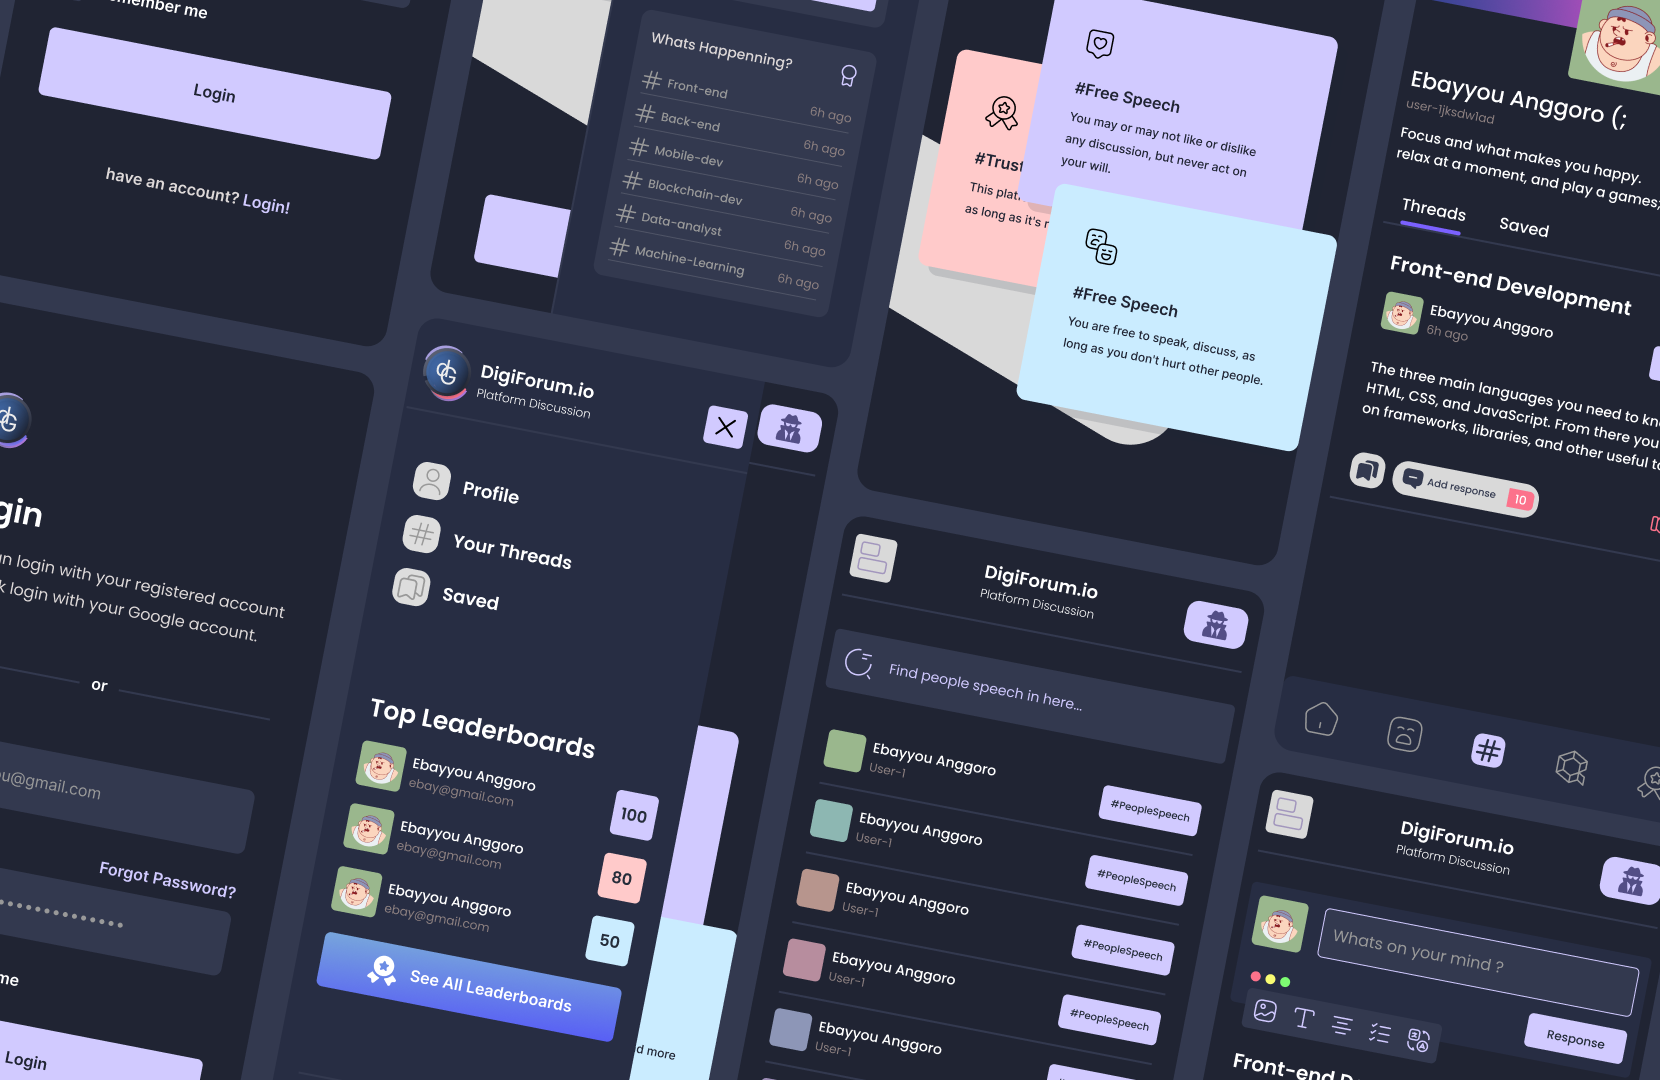 member me
Login
have an account? Login!
gin
an login with your registered account
k login with your Google account.
or
ou@gmail.com
Forgot Password?
me
Login
Whats Happenning?
Front-end 6h ago
Back-end 6h ago
Mobile-dev 6h ago
Blockchain-dev 6h ago
Data-analyst 6h ago
Machine-Learning 6h ago
DigiForum.io
Platform Discussion
Profile
Your Threads
Saved
Top Leaderboards
Ebayyou Anggoro
ebay@gmail.com
100
Ebayyou Anggoro
ebay@gmail.com
80
Ebayyou Anggoro
ebay@gmail.com
50
See All Leaderboards
d more
#Trust
This platf
as long as it's r
#Free Speech
You may or may not like or dislike
any discussion, but never act on
your will.
#Free Speech
You are free to speak, discuss, as
long as you don't hurt other people.
DigiForum.io
Platform Discussion
Find people speech in here...
Ebayyou Anggoro
User-1
#PeopleSpeech
Ebayyou Anggoro
User-1
#PeopleSpeech
Ebayyou Anggoro
User-1
#PeopleSpeech
Ebayyou Anggoro
User-1
#PeopleSpeech
Ebayyou Anggoro
User-1
Ebayyou Anggoro (;
user-1jksdw1ad
Focus and what makes you happy.
relax at a moment, and play a games;
Threads Saved
Front-end Development
Ebayyou Anggoro
6h ago
The three main languages you need to kn
HTML, CSS, and JavaScript. From there you
on frameworks, libraries, and other useful to
Add response 10
DigiForum.io
Platform Discussion
Whats on your mind ?
Response
Front-end D